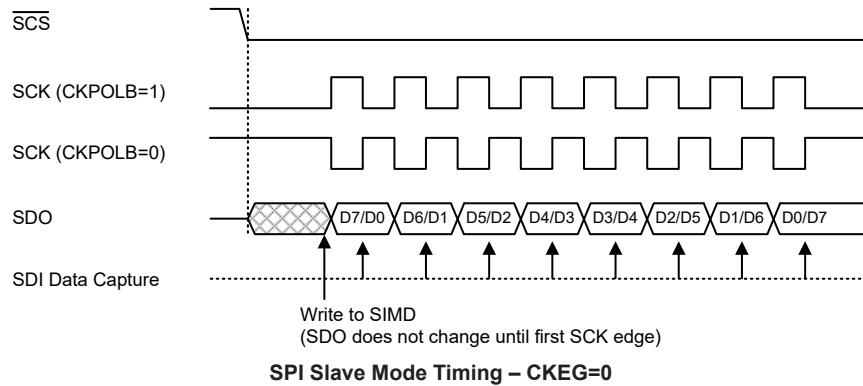 SCS
SCK (CKPOLB=1)
SCK (CKPOLB=0)
SDO
D7/D0 D6/D1 D5/D2 D4/D3 D3/D4 D2/D5 D1/D6 D0/D7
SDI Data Capture
Write to SIMD
(SDO does not change until first SCK edge)
SPI Slave Mode Timing – CKEG=0